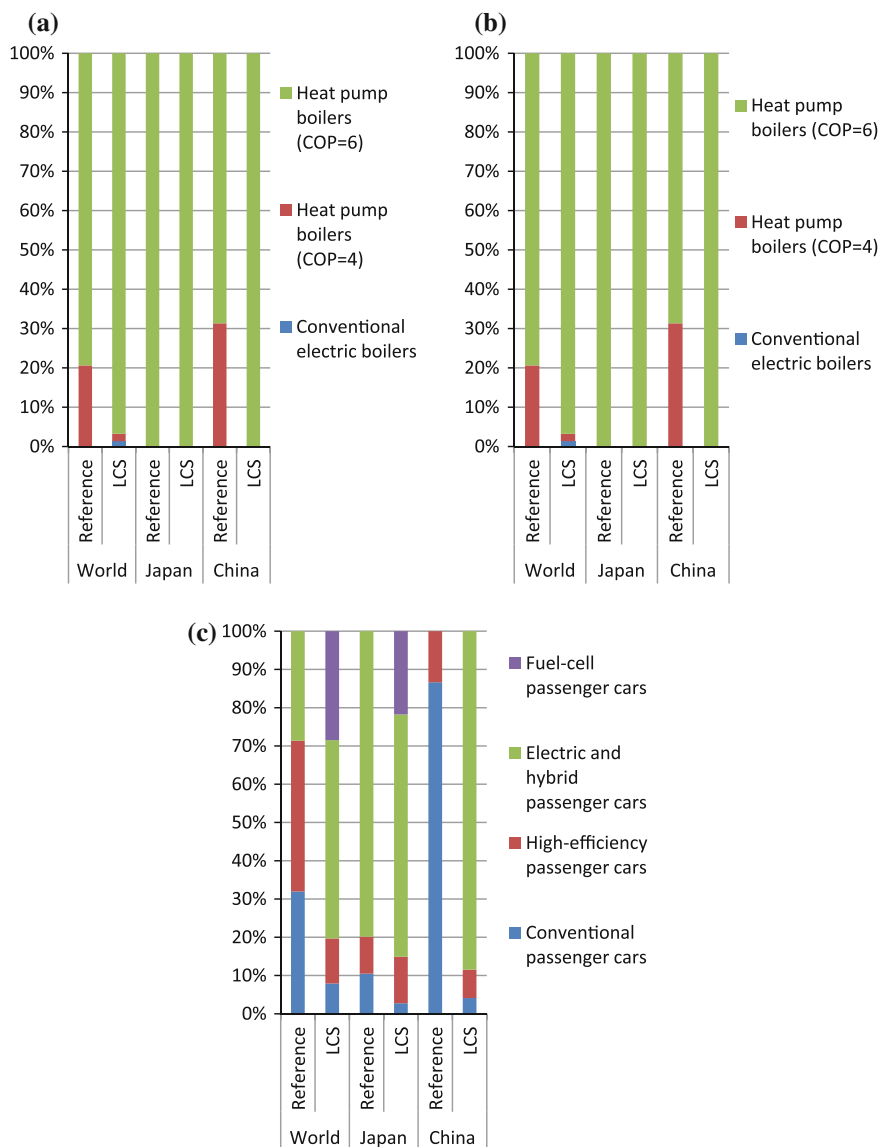 (a)
100%
90%
80%
70%
60%
50%
40%
30%
20%
10%
0%
Heat pump
boilers
(COP=6)
Heat pump
boilers
(COP=4)
Conventional
electric boilers
Reference
LCS
Reference
LCS
Reference
LCS
World
Japan
China
(b)
100%
90%
80%
70%
60%
50%
40%
30%
20%
10%
0%
Heat pump
boilers (COP=6)
Heat pump
boilers (COP=4)
Conventional
electric boilers
Reference
LCS
Reference
LCS
Reference
LCS
World
Japan
China
(c)
100%
90%
80%
70%
60%
50%
40%
30%
20%
10%
0%
Fuel-cell
passenger cars
Electric and
hybrid
passenger cars
High-efficiency
passenger cars
Conventional
passenger cars
Reference
LCS
Reference
LCS
Reference
LCS
World
Japan
China